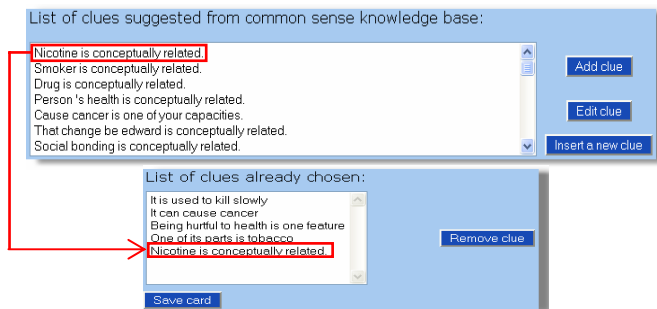 List of clues suggested from common sense knowledge base:
Nicotine is conceptually related.
Smoker is conceptually related.
Drug is conceptually related.
Person 's health is conceptually related.
Cause cancer is one of your capacities.
That change be edward is conceptually related.
Social bonding is conceptually related.
Add clue
Edit clue
Insert a new clue
List of clues already chosen:
It is used to kill slowly
It can cause cancer
Being hurtful to health is one feature
One of its parts is tobacco
Nicotine is conceptually related.
Remove clue
Save card